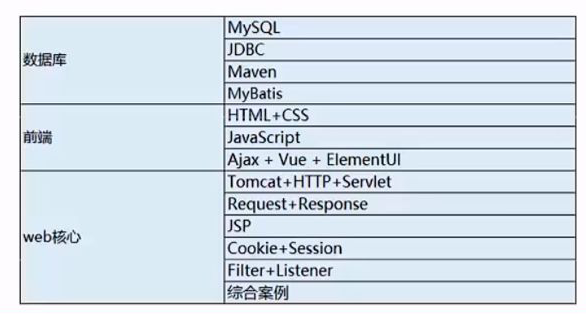 数据库
MySQL
JDBC
Maven
MyBatis
前端
HTML+CSS
JavaScript
Ajax + Vue + ElementUI
web核心
Tomcat+HTTP+Servlet
Request+Response
JSP
Cookie+Session
Filter+Listener
综合案例